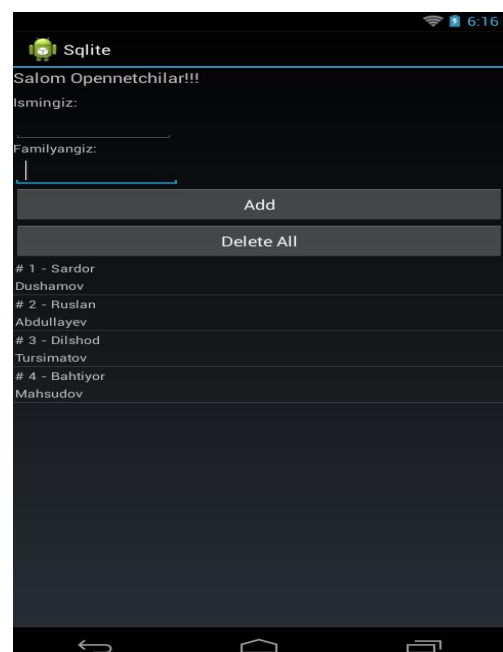 6:16
Sqlite
Salom Opennetchilar!!!
Ismingiz:
Familyangiz:
Add
Delete All
# 1 - Sardor
Dushamov
# 2 - Ruslan
Abdullayev
# 3 - Dilshod
Tursimatov
# 4 - Bahtiyor
Mahsudov